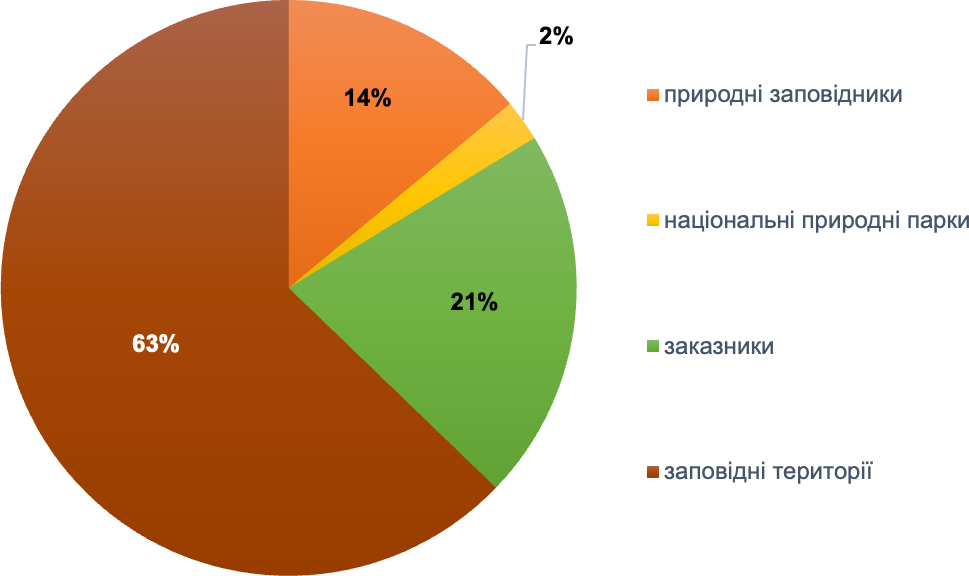 2%
14%
21%
63%
природні заповідники
національні природні парки
заказники
заповідні території